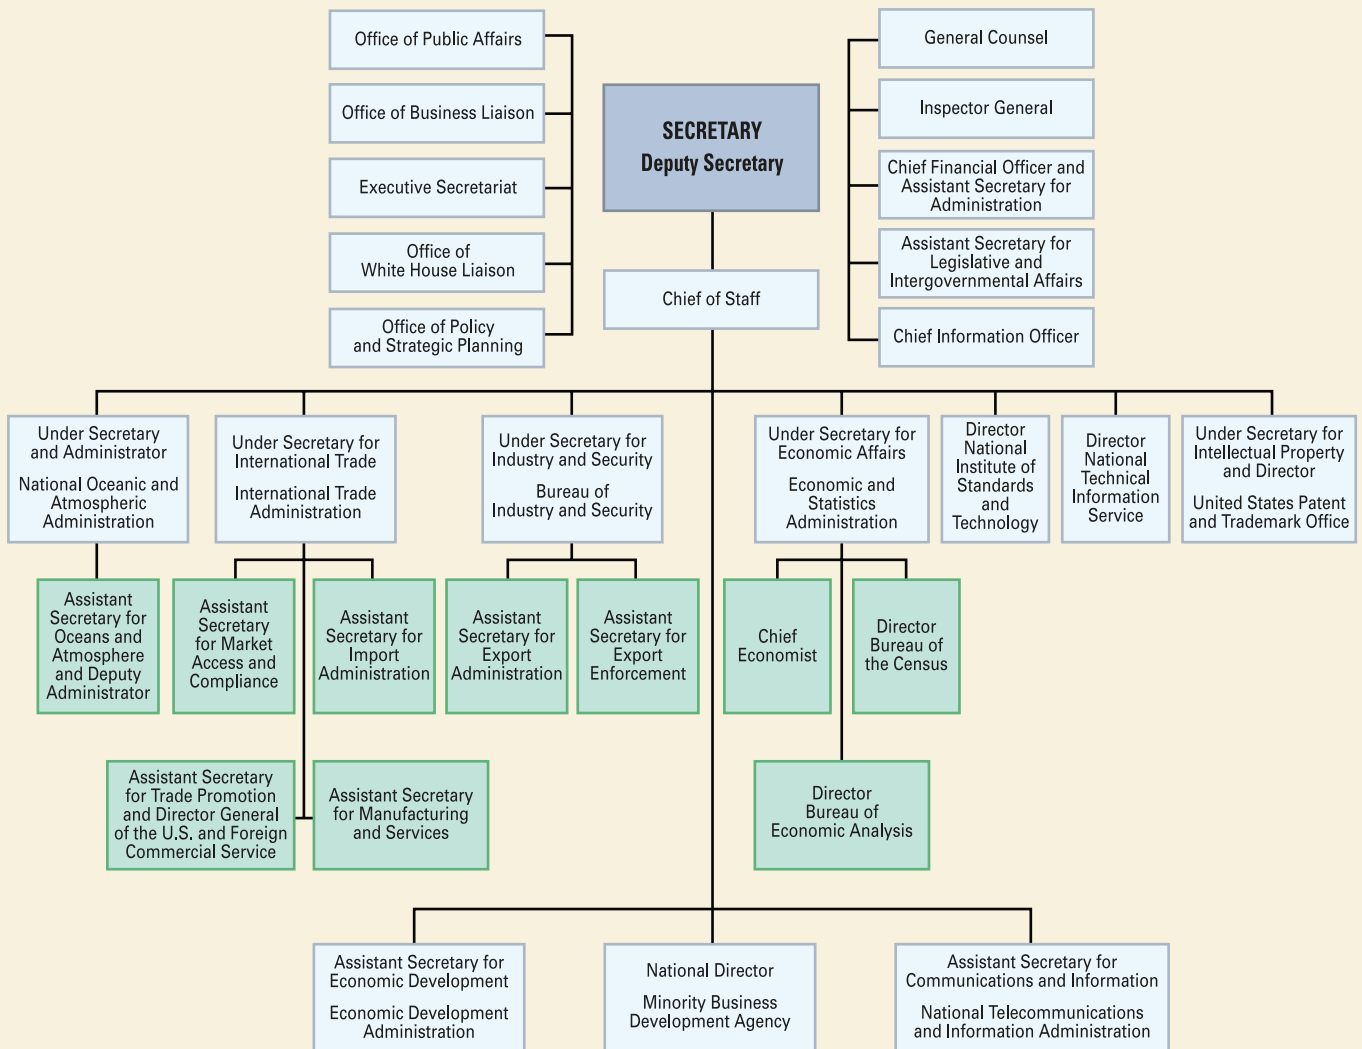 Office of Public Affairs
Office of Business Liaison
Executive Secretariat
Office of
White House Liaison
Office of Policy
and Strategic Planning
SECRETARY
Deputy Secretary
Chief of Staff
General Counsel
Inspector General
Chief Financial Officer and
Assistant Secretary for
Administration
Assistant Secretary for
Legislative and
Intergovernmental Affairs
Chief Information Officer
Under Secretary
and Administrator
National Oceanic and
Atmospheric
Administration
Under Secretary for
International Trade
International Trade
Administration
Under Secretary for
Industry and Security
Bureau of
Industry and Security
Under Secretary for
Economic Affairs
Economic and
Statistics
Administration
Director
National
Institute of
Standards
and
Technology
Director
National
Technical
Information
Service
Under Secretary for
Intellectual Property
and Director
United States Patent
and Trademark Office
Assistant
Secretary for
Oceans and
Atmosphere
and Deputy
Administrator
Assistant
Secretary
for Market
Access and
Compliance
Assistant
Secretary for
Import
Administration
Assistant
Secretary for
Export
Administration
Assistant
Secretary for
Export
Enforcement
Chief
Economist
Director
Bureau of
the Census
Assistant Secretary
for Trade Promotion
and Director General
of the U.S. and Foreign
Commercial Service
Assistant Secretary
for Manufacturing
and Services
Director
Bureau of
Economic Analysis
Assistant Secretary for
Economic Development
Economic Development
Administration
National Director
Minority Business
Development Agency
Assistant Secretary for
Communications and Information
National Telecommunications
and Information Administration